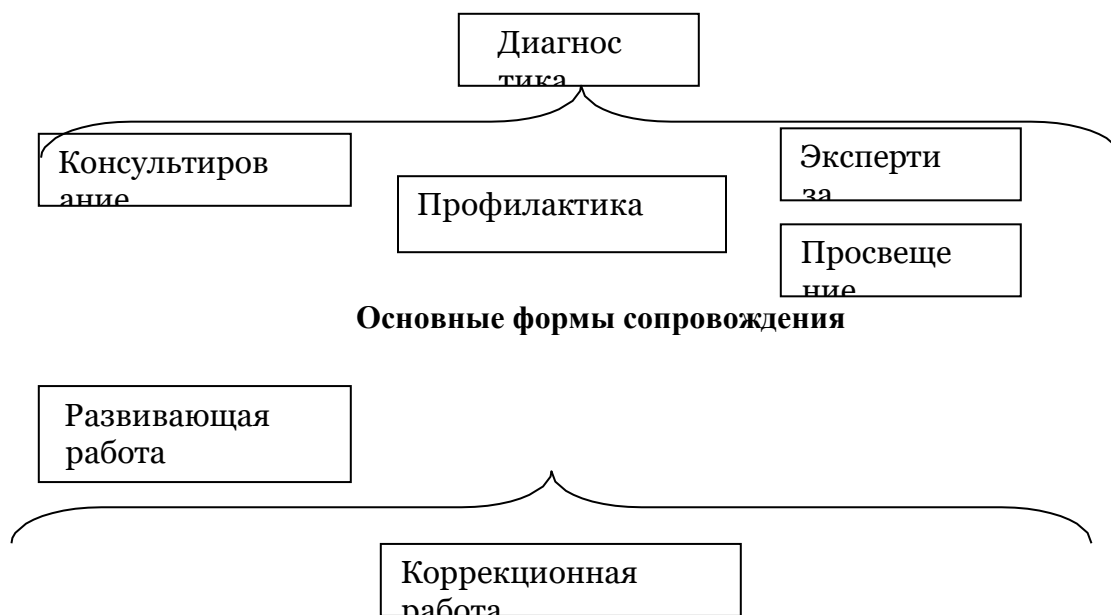 Диагнос
тика
Консультиров
ание
Эксперти
за
Профилактика
Просвеще
ние
Основные формы сопровождения
Развивающая
работа
Коррекционная
работа